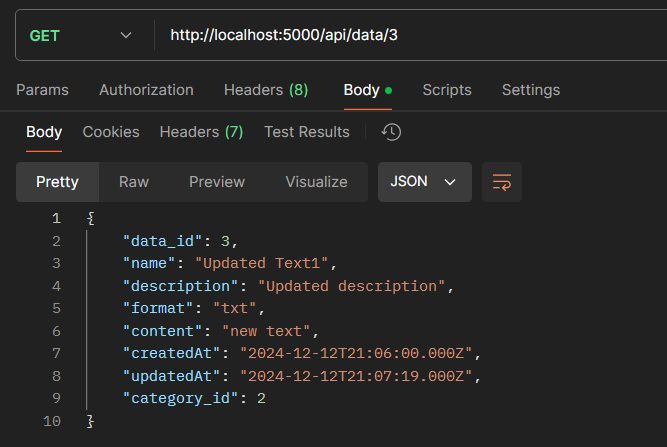 GET http://localhost:5000/api/data/3
Params Authorization Headers (8) Body Scripts Settings
Body Cookies Headers (7) Test Results
Pretty Raw Preview Visualize JSON
1 {
2 "data_id": 3,
3 "name": "Updated Text1",
4 "description": "Updated description",
5 "format": "txt",
6 "content": "new text",
7 "createdAt": "2024-12-12T21:06:00.000Z",
8 "updatedAt": "2024-12-12T21:07:19.000Z",
9 "category_id": 2
10 }